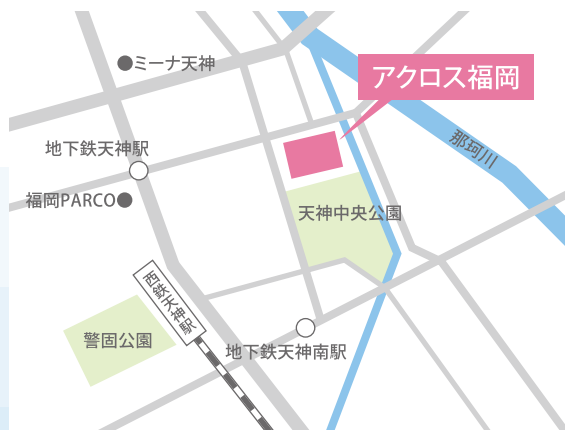 ミーナ天神
アクロス福岡
地下鉄天神駅
那珂川
福岡PARCO
天神中央公園
西鉄天神駅
警固公園
地下鉄天神南駅